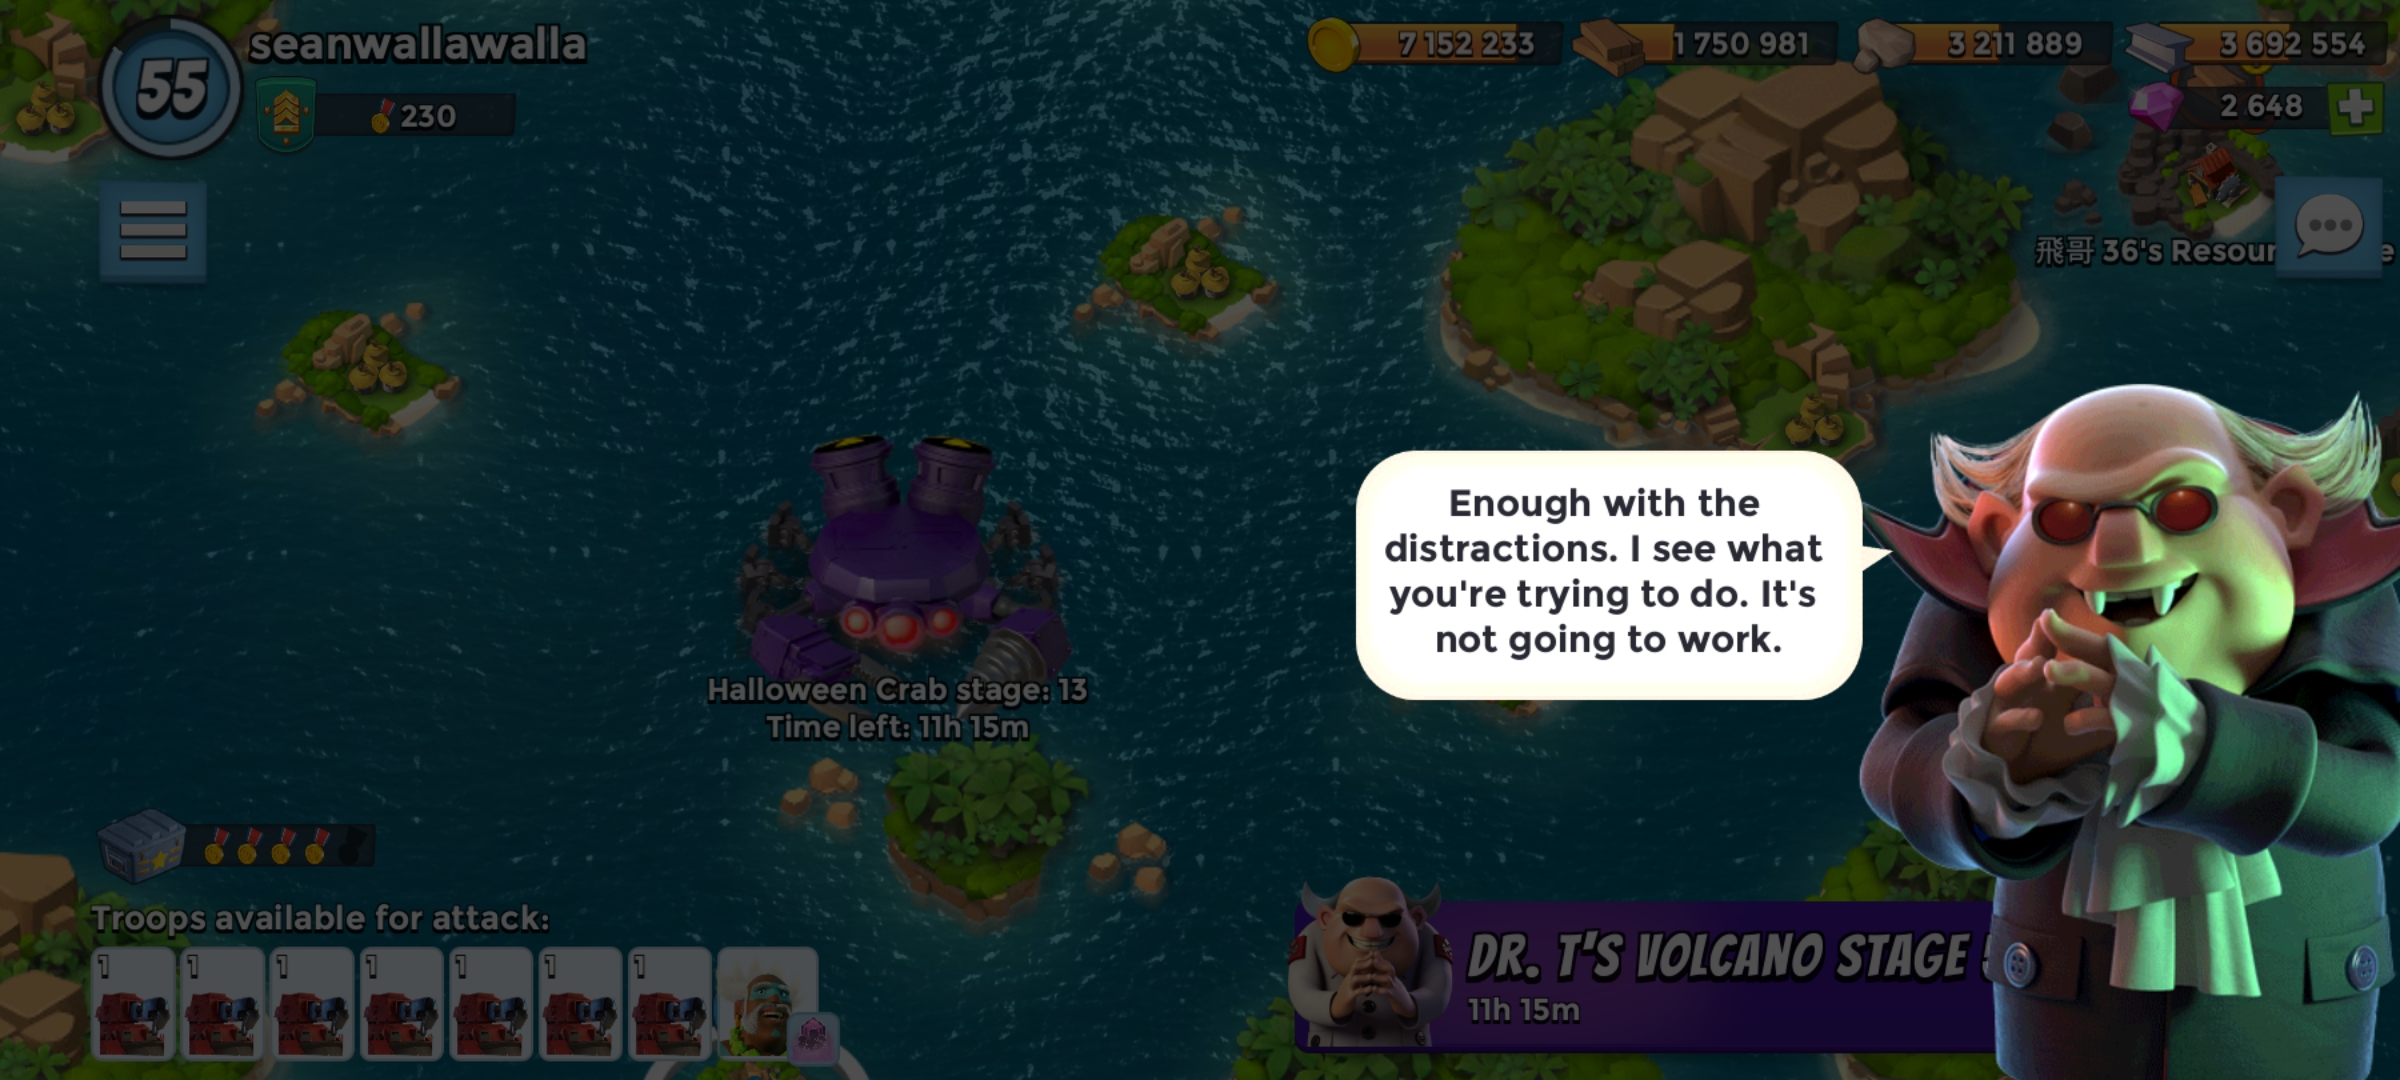 55
seanwallawalla
230
7 152 233
1 750 981
3 211 889
3 692 554
2 648
飛哥 36's Resour
Enough with the
distractions. I see what
you're trying to do. It's
not going to work.
Halloween Crab stage: 13
Time left: 11h 15m
Troops available for attack:
1 1 1 1 1 1 1
DR. T'S VOLCANO STAGE
11h 15m